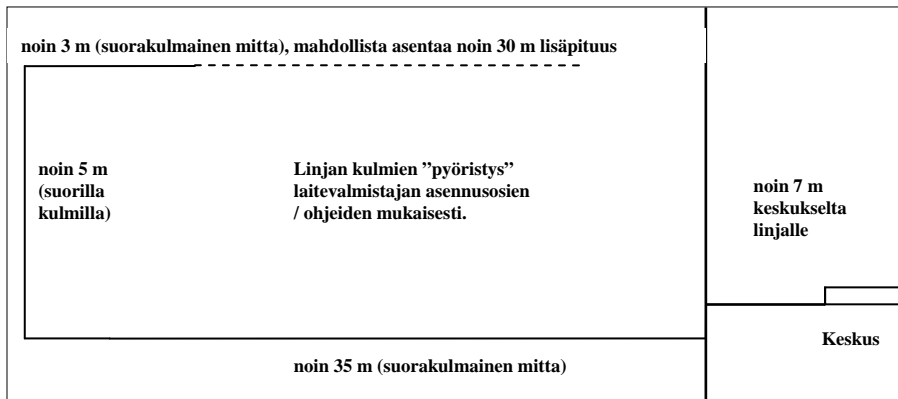 noin 3 m (suorakulmainen mitta), mahdollista asentaa noin 30 m lisäpituus
noin 5 m
(suorilla
kulmilla)
Linjan kulmien ”pyöristys”
laitevalmistajan asennusosien
/ ohjeiden mukaisesti.
noin 7 m
keskukselta
linjalle
Keskus
noin 35 m (suorakulmainen mitta)